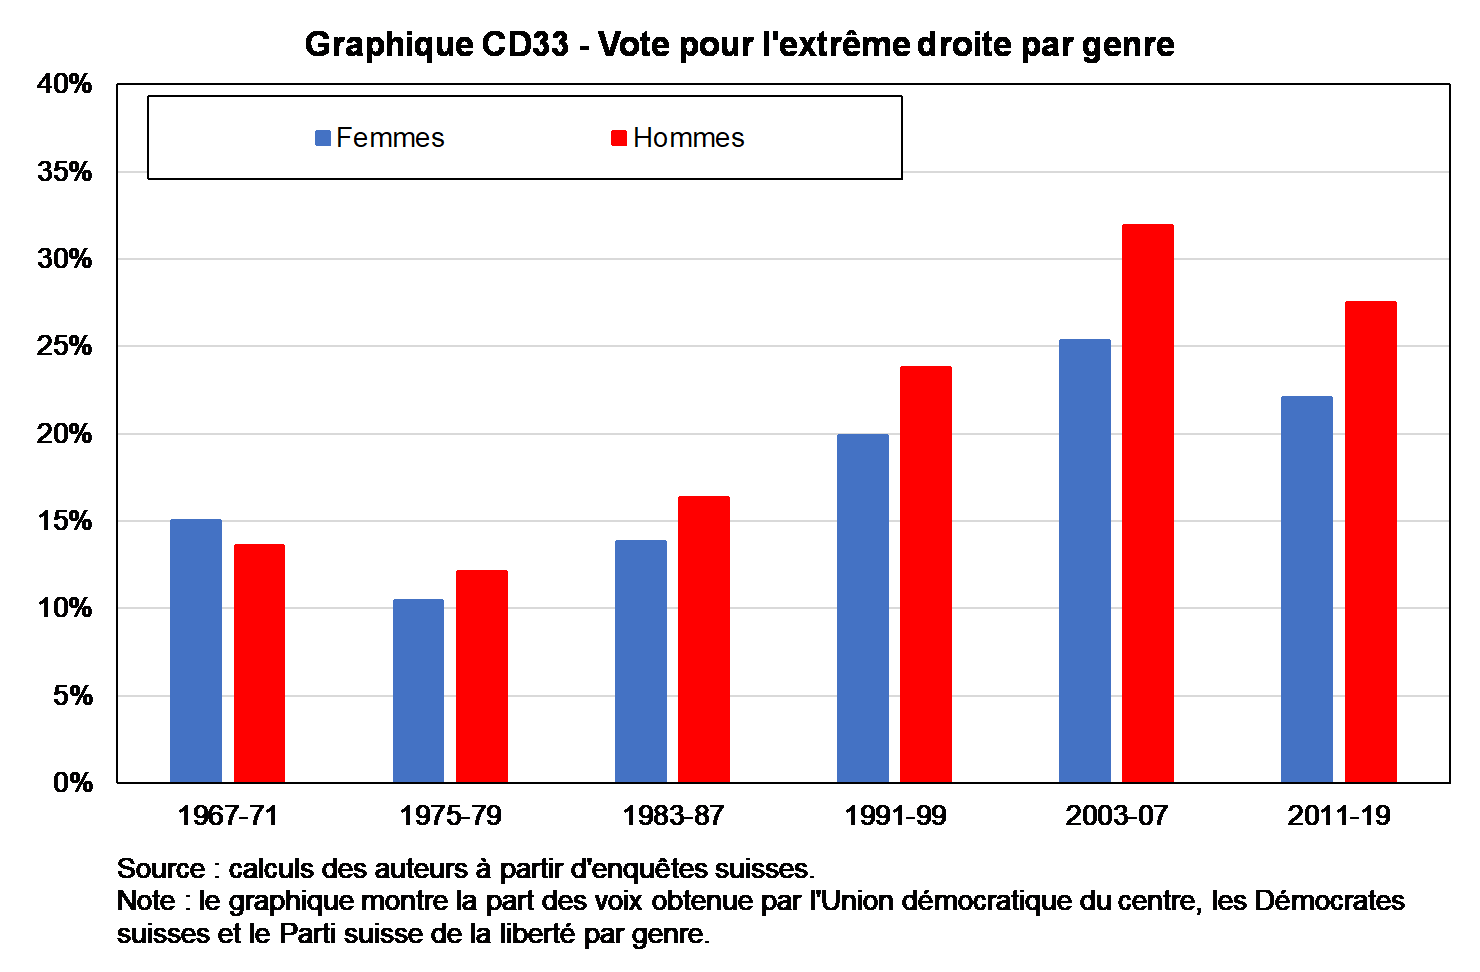 Graphique CD33 - Vote pour l'extrême droite par genre
40%
Femmes Hommes
35%
30%
25%
20%
15%
10%
5%
0%
1967-71 1975-79 1983-87 1991-99 2003-07 2011-19
Source : calculs des auteurs à partir d'enquêtes suisses.
Note : le graphique montre la part des voix obtenue par l'Union démocratique du centre, les Démocrates
suisses et le Parti suisse de la liberté par genre.